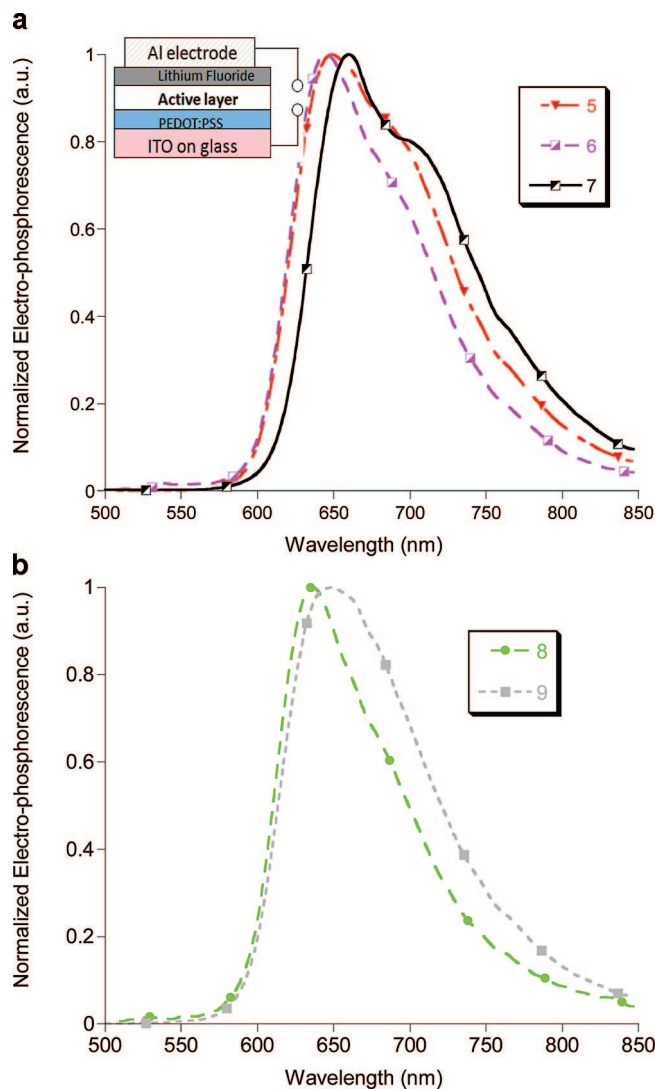 a
Normalized Electro-phosphorescence (a.u.)
1
0.8
0.6
0.4
0.2
0
Al electrode
Lithium Fluoride
Active layer
PEDOT:PSS
ITO on glass
5
6
7
500 550 600 650 700 750 800 850
Wavelength (nm)
b
Normalized Electro-phosphorescence (a.u.)
1
0.8
0.6
0.4
0.2
0
8
9
500 550 600 650 700 750 800 850
Wavelength (nm)